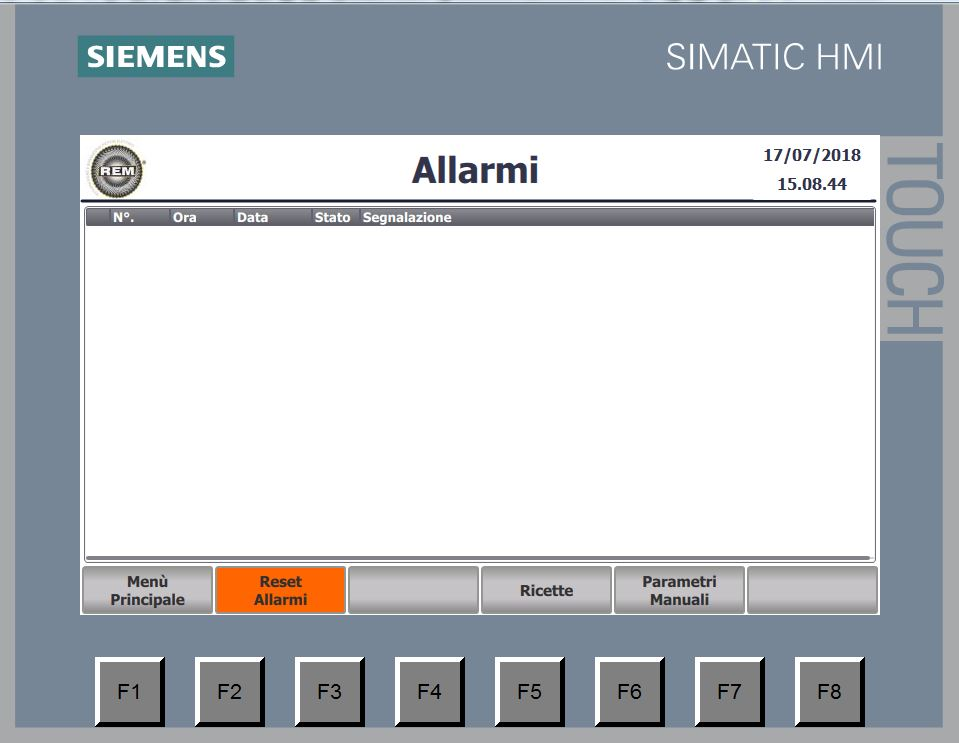 SIEMENS
SIMATIC HMI
TOUCH
REM
Allarmi
17/07/2018
15.08.44
N°. Ora Data Stato Segnalazione
Menù
Principale
Reset
Allarmi
Ricette
Parametri
Manuali
F1 F2 F3 F4 F5 F6 F7 F8